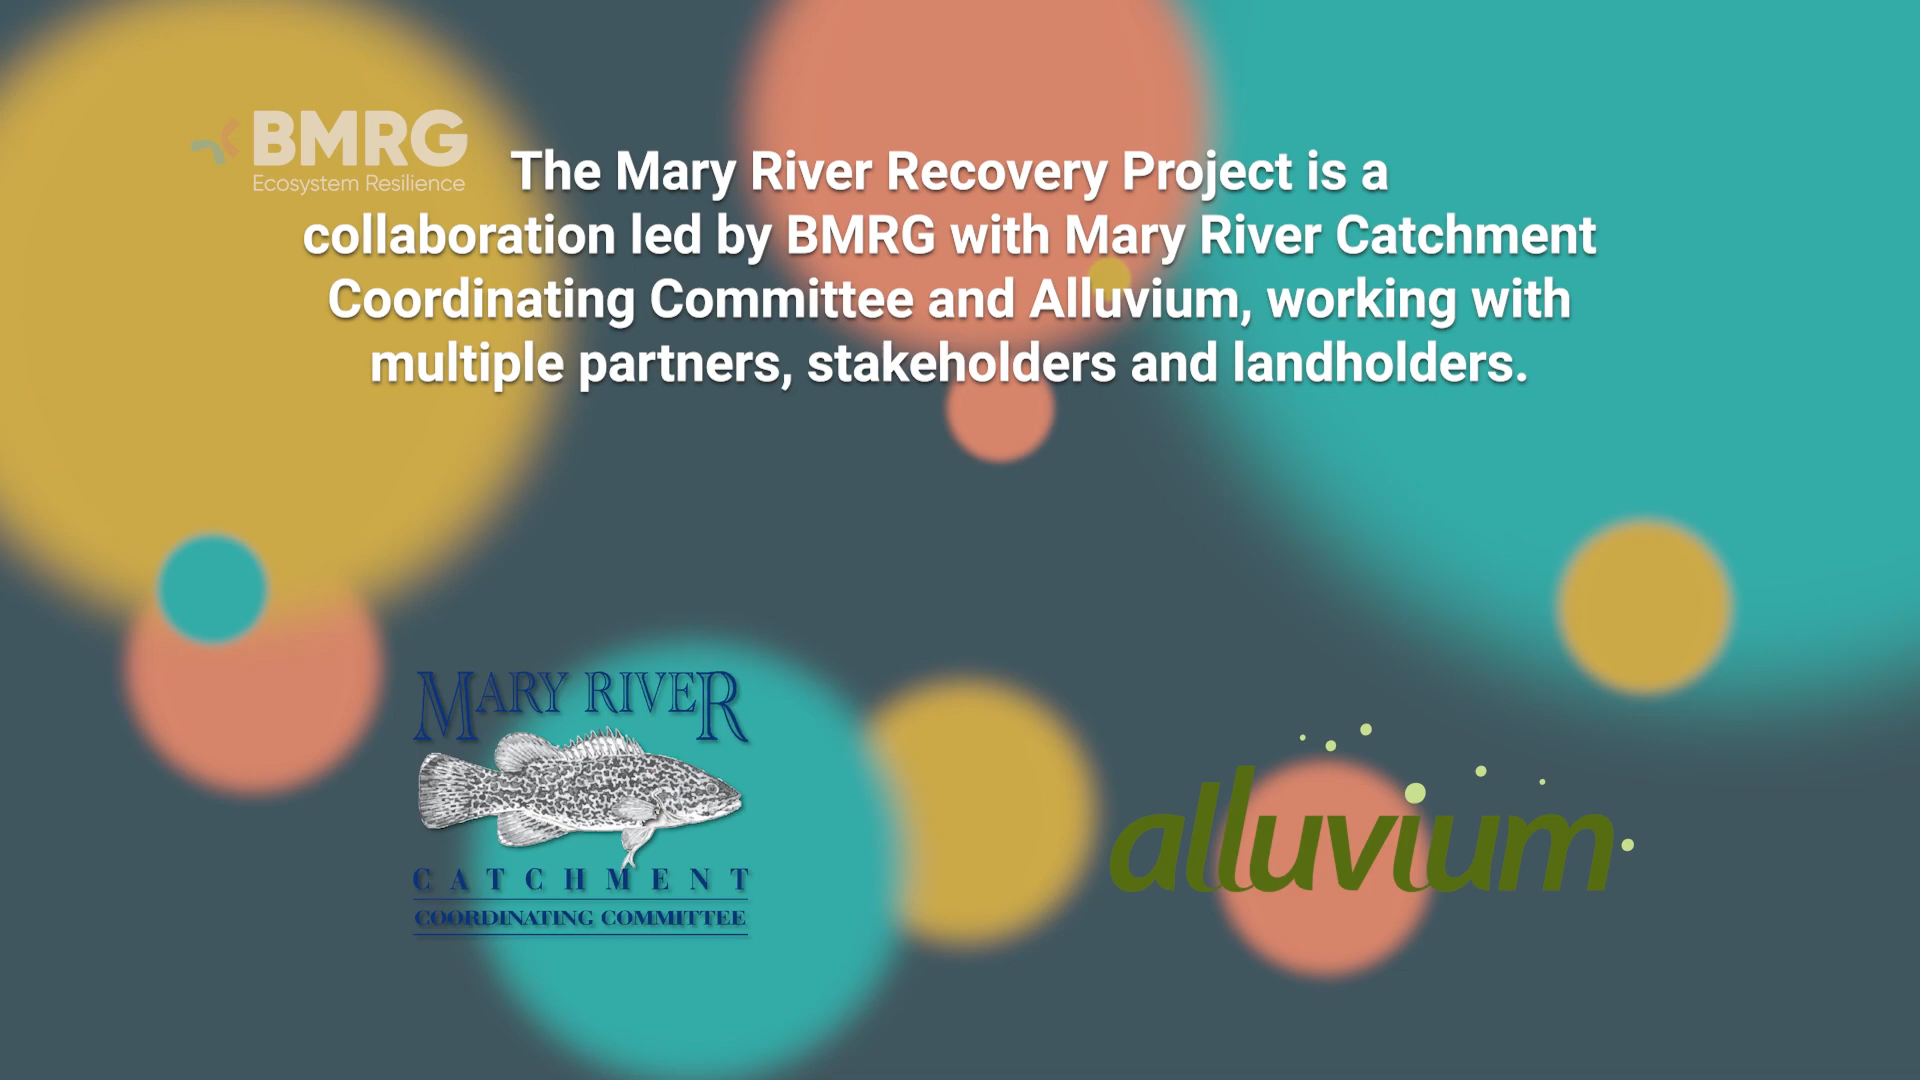 BMRG
Ecosystem Resilience
The Mary River Recovery Project is a
collaboration led by BMRG with Mary River Catchment
Coordinating Committee and Alluvium, working with
multiple partners, stakeholders and landholders.
MARY RIVER
CATCHMENT
COORDINATING COMMITTEE
alluvium